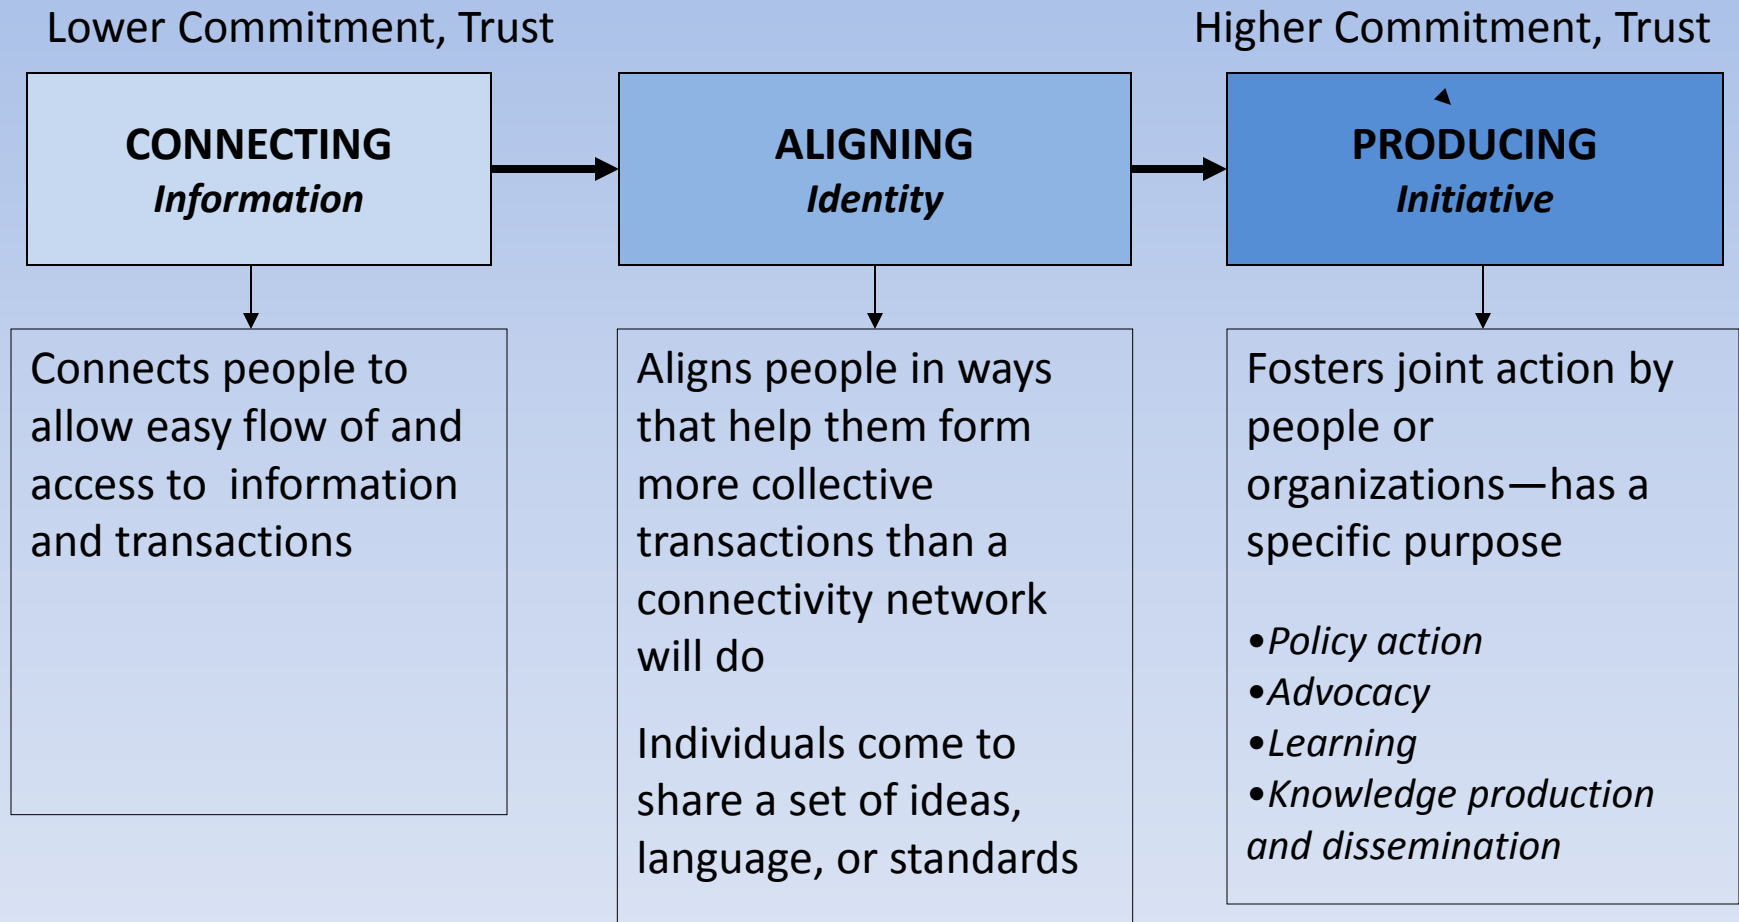 Lower Commitment, Trust
Higher Commitment, Trust
CONNECTING
Information
ALIGNING
Identity
PRODUCING
Initiative
Connects people to
allow easy flow of and
access to  information
and transactions
Aligns people in ways
that help them form
more collective
transactions than a
connectivity network
will do
Individuals come to
share a set of ideas,
language, or standards
Fosters joint action by
people or
organizations—has a
specific purpose
•Policy action
•Advocacy
•Learning
•Knowledge production
and dissemination